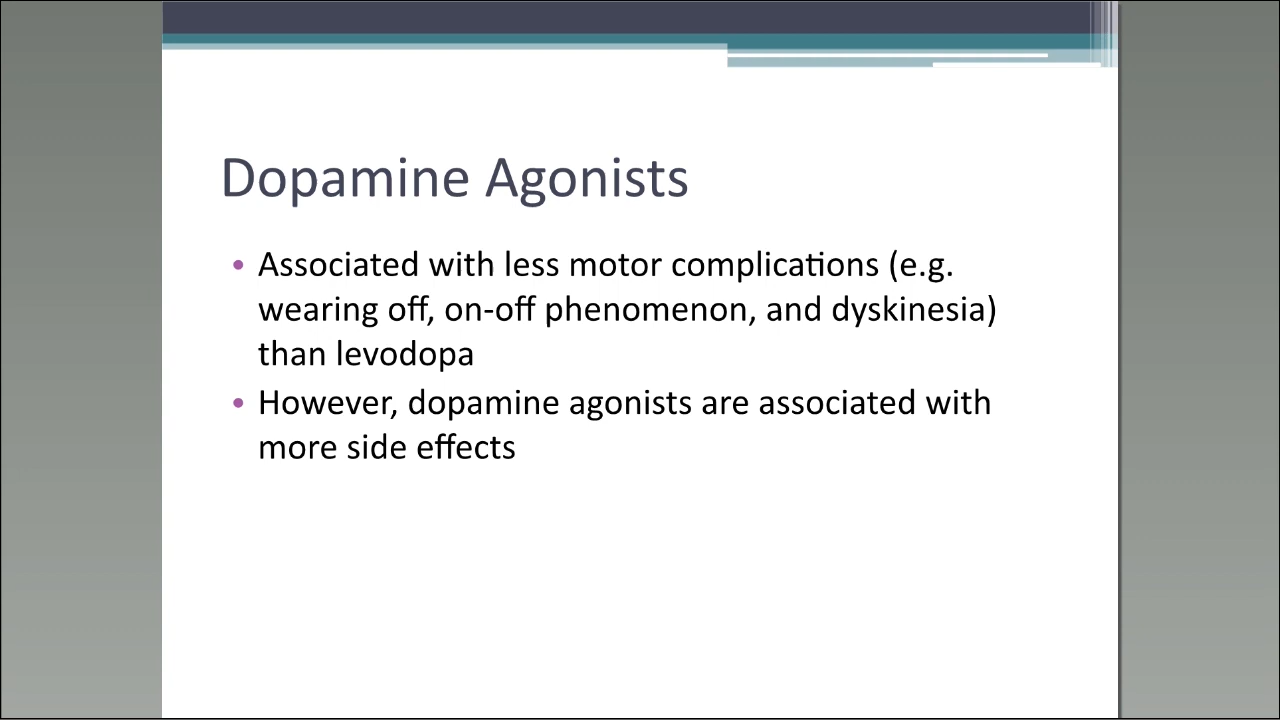 Dopamine Agonists
• Associated with less motor complications (e.g.
wearing off, on-off phenomenon, and dyskinesia)
than levodopa
• However, dopamine agonists are associated with
more side effects